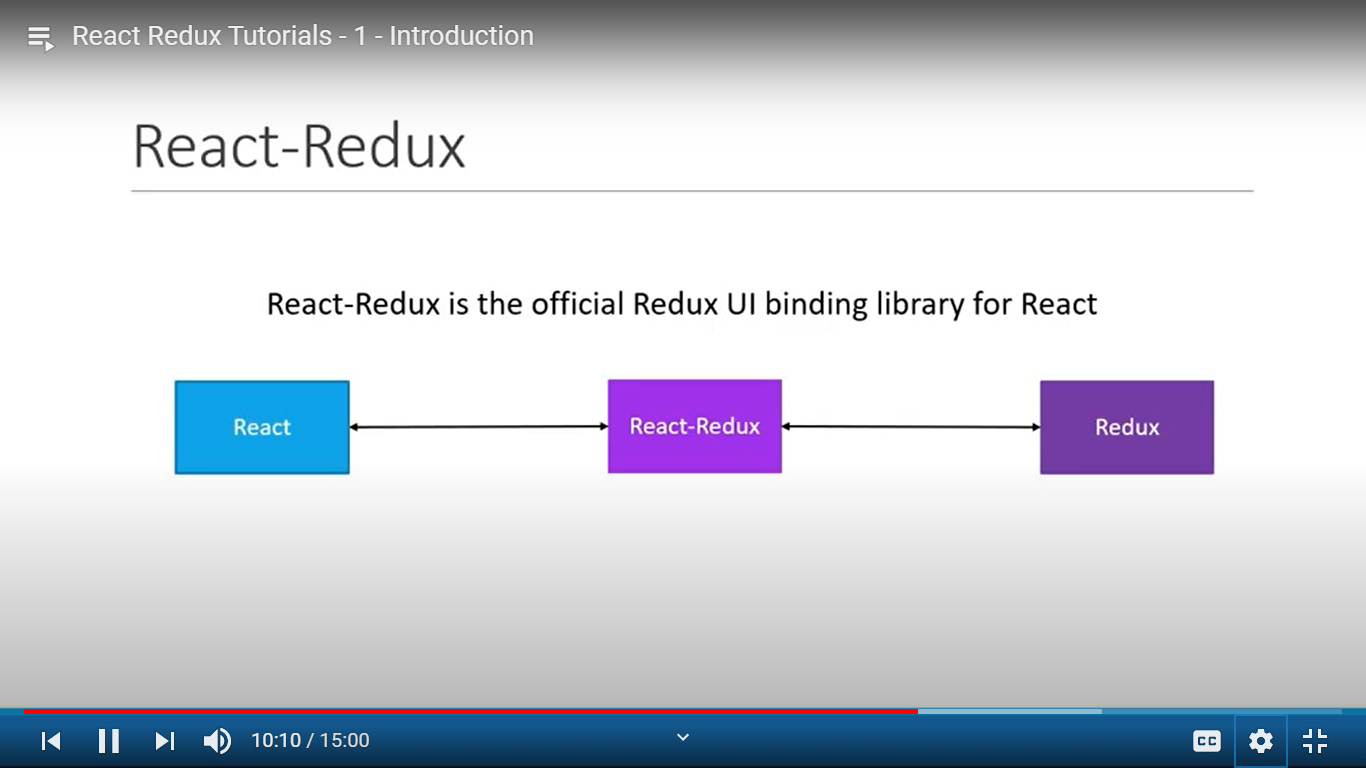 React Redux Tutorials - 1 - Introduction
React-Redux
React-Redux is the official Redux UI binding library for React
React
React-Redux
Redux
10:10 / 15:00
CC